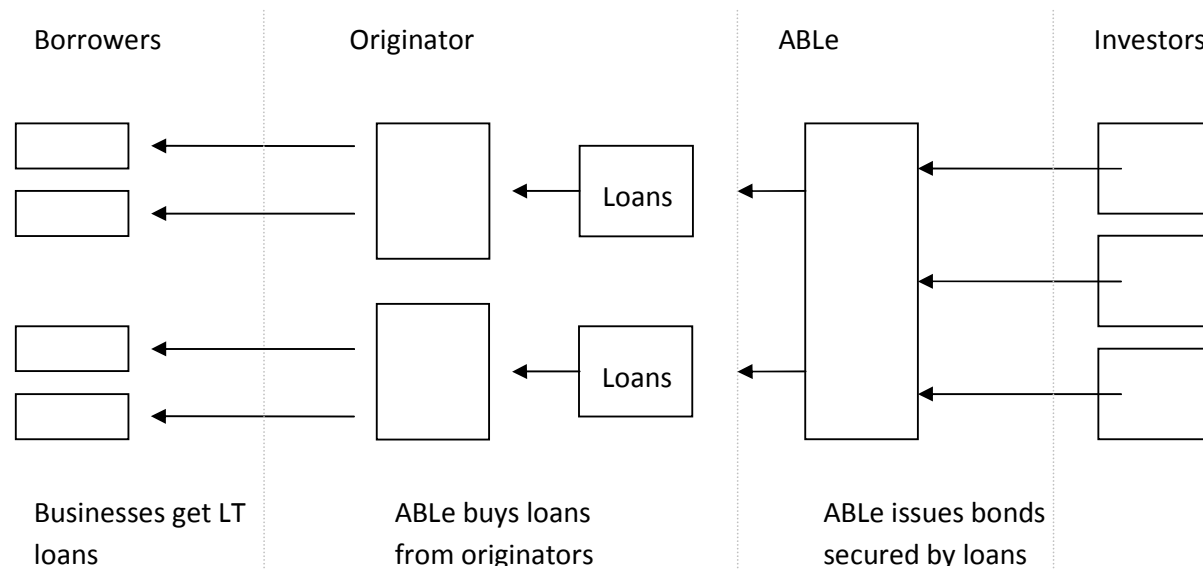 Borrowers
Originator
ABLe
Investors
Loans
Loans
Businesses get LT
loans
ABLe buys loans
from originators
ABLe issues bonds
secured by loans